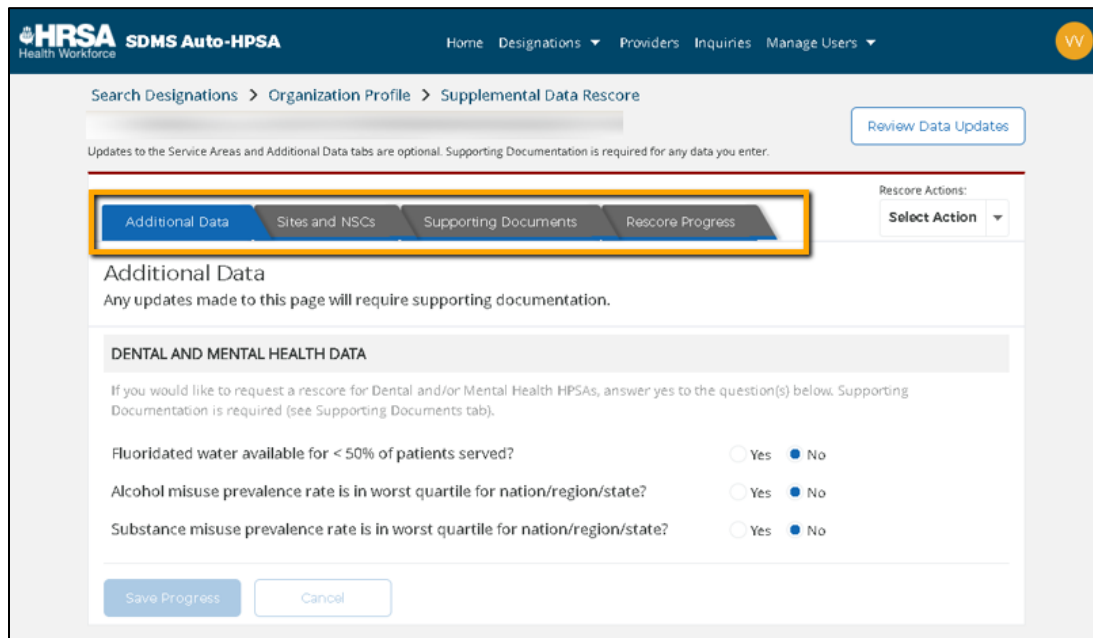 HRSA
Health Workforce
SDMS Auto-HPSA
Home Designations Providers Inquiries Manage Users
VV
Search Designations > Organization Profile > Supplemental Data Rescore
Review Data Updates
Updates to the Service Areas and Additional Data tabs are optional. Supporting Documentation is required for any data you enter.
Rescore Actions:
Select Action
Additional Data
Sites and NSCs
Supporting Documents
Rescore Progress
Additional Data
Any updates made to this page will require supporting documentation.
DENTAL AND MENTAL HEALTH DATA
If you would like to request a rescore for Dental and/or Mental Health HPSAs, answer yes to the question(s) below. Supporting
Documentation is required (see Supporting Documents tab).
Fluoridated water available for < 50% of patients served? Yes No
Alcohol misuse prevalence rate is in worst quartile for nation/region/state? Yes No
Substance misuse prevalence rate is in worst quartile for nation/region/state? Yes No
Save Progress
Cancel